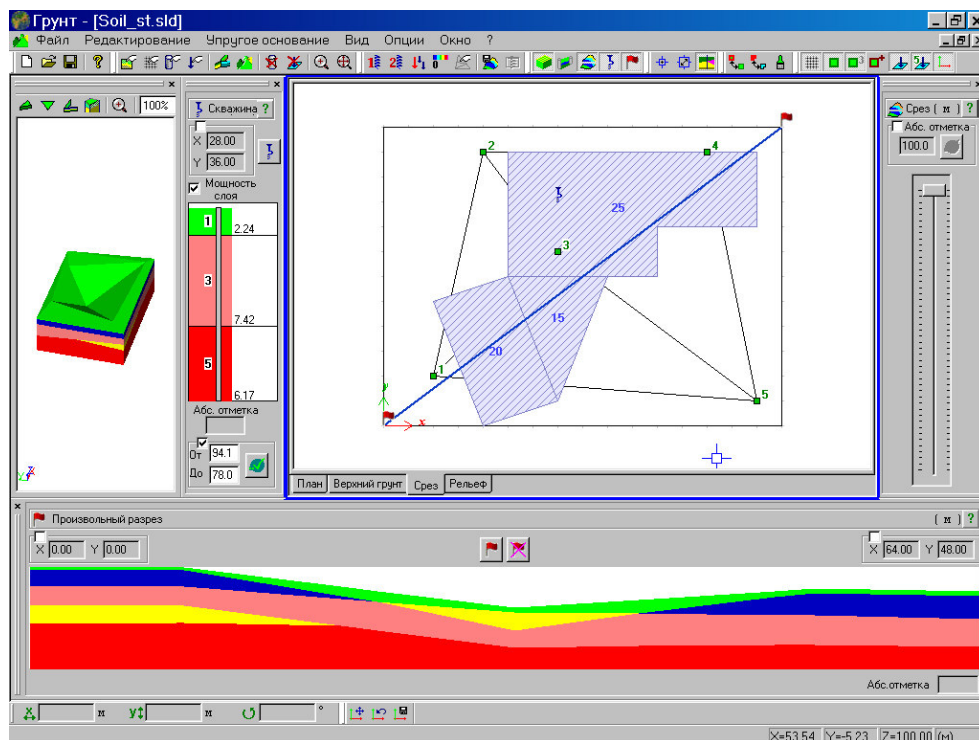 Грунт - [Soil_st.sld]
Файл Редактирование Упругое основание Вид Опции Окно ?
100%
Скважина ?
X 28.00
Y 36.00
Мощность
слоя
1
2.24
3
7.42
5
6.17
Абс. отметка
От 94.1
До 78.0
2
4
25
3
15
20
1
5
y
x
План Верхний грунт Срез Рельеф
Срез ( м ) ?
Абс. отметка
100.0
Произвольный разрез ( м ) ?
X 0.00 Y 0.00
X 64.00 Y 48.00
Абс.отметка
X м Y м °
X=53.54 Y=-5.23 Z=100.00 (м)